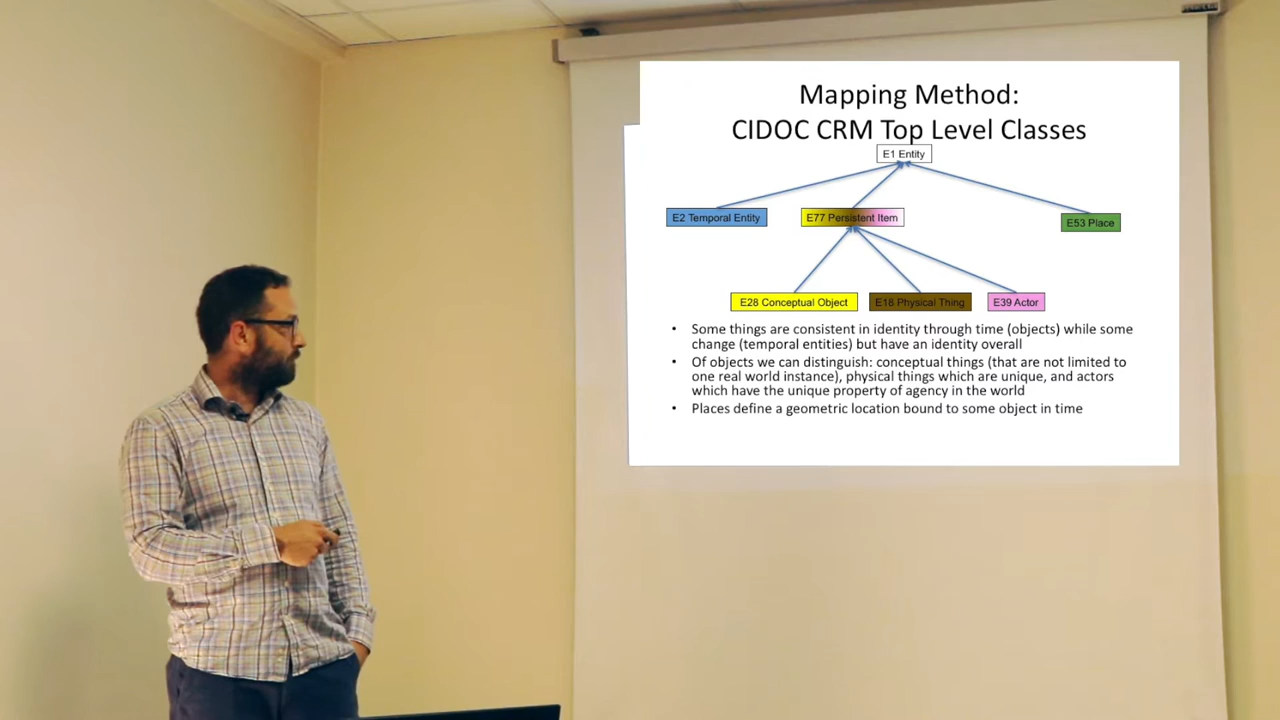 Mapping Method:
CIDOC CRM Top Level Classes
E1 Entity
E2 Temporal Entity
E77 Persistent Item
E53 Place
E28 Conceptual Object
E18 Physical Thing
E39 Actor
• Some things are consistent in identity through time (objects) while some
change (temporal entities) but have an identity overall
• Of objects we can distinguish: conceptual things (that are not limited to
one real world instance), physical things which are unique, and actors
which have the unique property of agency in the world
• Places define a geometric location bound to some object in time